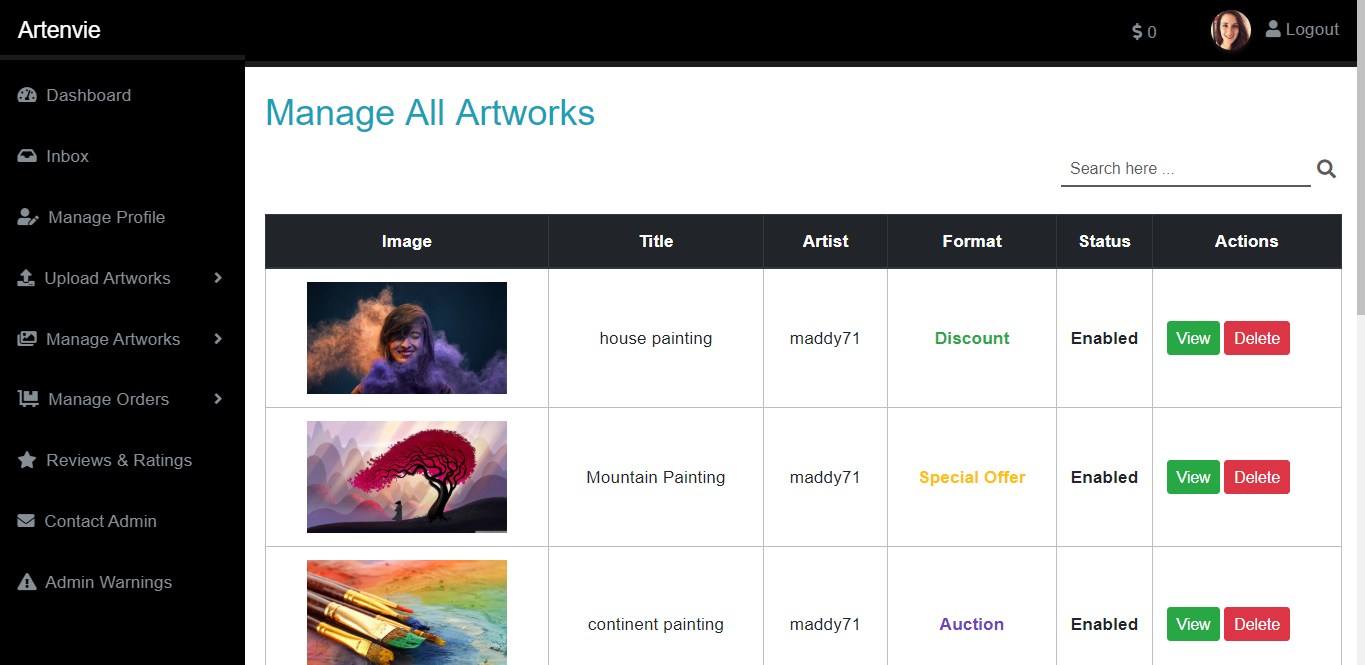 Artenvie
$ 0
Logout
Dashboard
Inbox
Manage Profile
Upload Artworks
Manage Artworks
Manage Orders
Reviews & Ratings
Contact Admin
Admin Warnings
Manage All Artworks
Search here ...
Image Title Artist Format Status Actions
house painting maddy71 Discount Enabled View Delete
Mountain Painting maddy71 Special Offer Enabled View Delete
continent painting maddy71 Auction Enabled View Delete